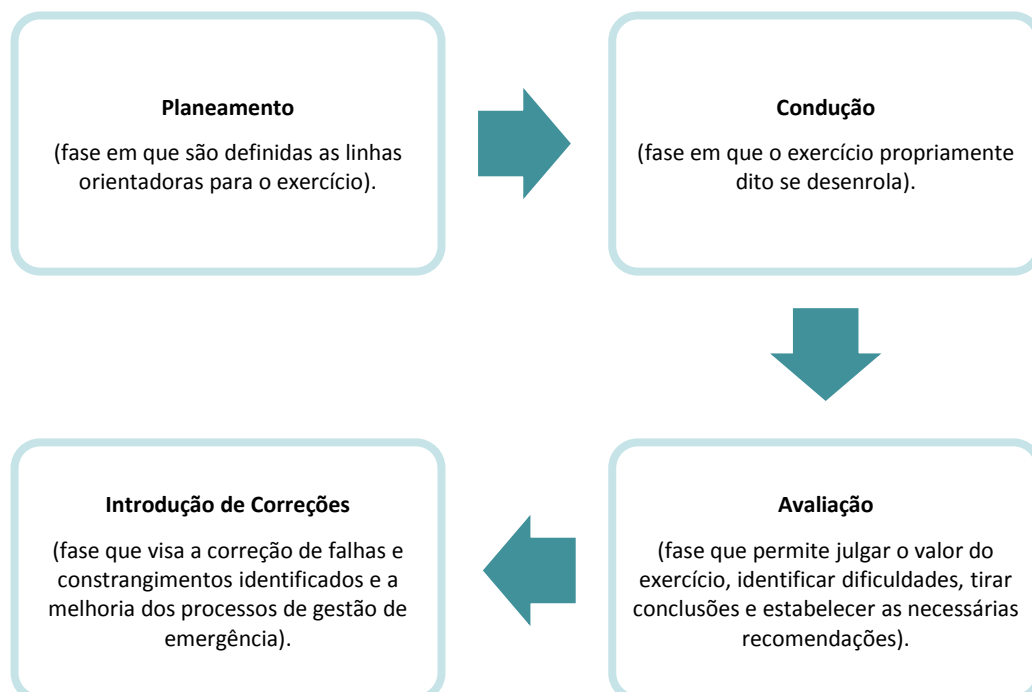 Planeamento
(fase em que são definidas as linhas
orientadoras para o exercício).
Condução
(fase em que o exercício propriamente
dito se desenrola).
Avaliação
(fase que permite julgar o valor do
exercício, identificar dificuldades, tirar
conclusões e estabelecer as necessárias
recomendações).
Introdução de Correções
(fase que visa a correção de falhas e
constrangimentos identificados e a
melhoria dos processos de gestão de
emergência).